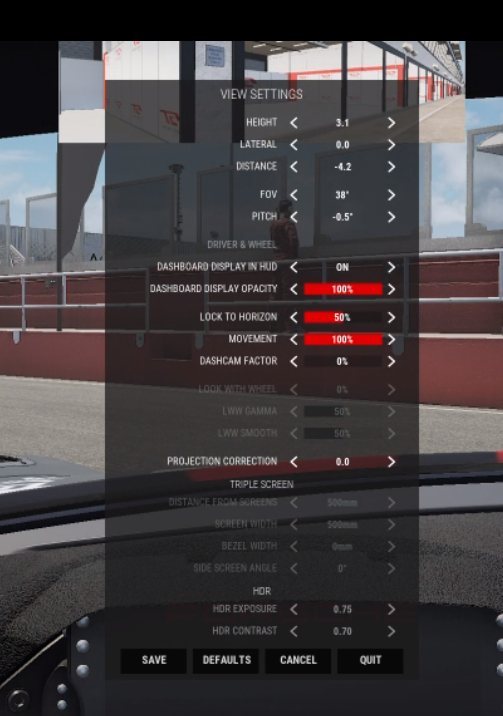 VIEW SETTINGS
HEIGHT < 3.1 >
LATERAL < 0.0 >
DISTANCE < -4.2 >
FOV < 38° >
PITCH < -0.5° >
DRIVER & WHEEL
DASHBOARD DISPLAY IN HUD < ON >
DASHBOARD DISPLAY OPACITY < 100% >
LOCK TO HORIZON < 50% >
MOVEMENT < 100% >
DASHCAM FACTOR < 0% >
LOOK WITH WHEEL < 0% >
LWW GAMMA < 50% >
LWW SMOOTH < 50% >
PROJECTION CORRECTION < 0.0 >
TRIPLE SCREEN
DISTANCE FROM SCREENS < 500mm >
SCREEN WIDTH < 500mm >
BEZEL WIDTH < 0mm >
SIDE SCREEN ANGLE < 0° >
HDR
HDR EXPOSURE < 0.75 >
HDR CONTRAST < 0.70 >
SAVE DEFAULTS CANCEL QUIT